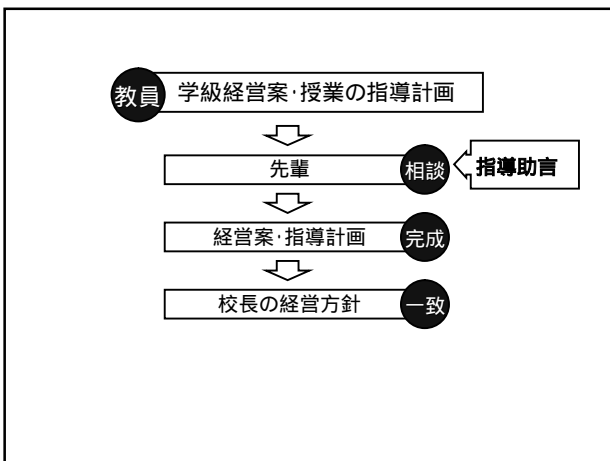 教員 学級経営案･授業の指導計画
先輩 相談 指導助言
経営案･指導計画 完成
校長の経営方針 一致